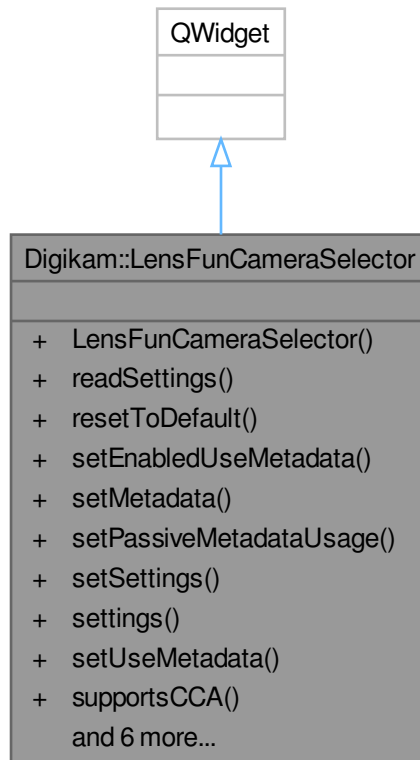 QWidget
Digikam::LensFunCameraSelector
+ LensFunCameraSelector()
+ readSettings()
+ resetToDefault()
+ setEnabledUseMetadata()
+ setMetadata()
+ setPassiveMetadataUsage()
+ setSettings()
+ settings()
+ setUseMetadata()
+ supportsCCA()
and 6 more...